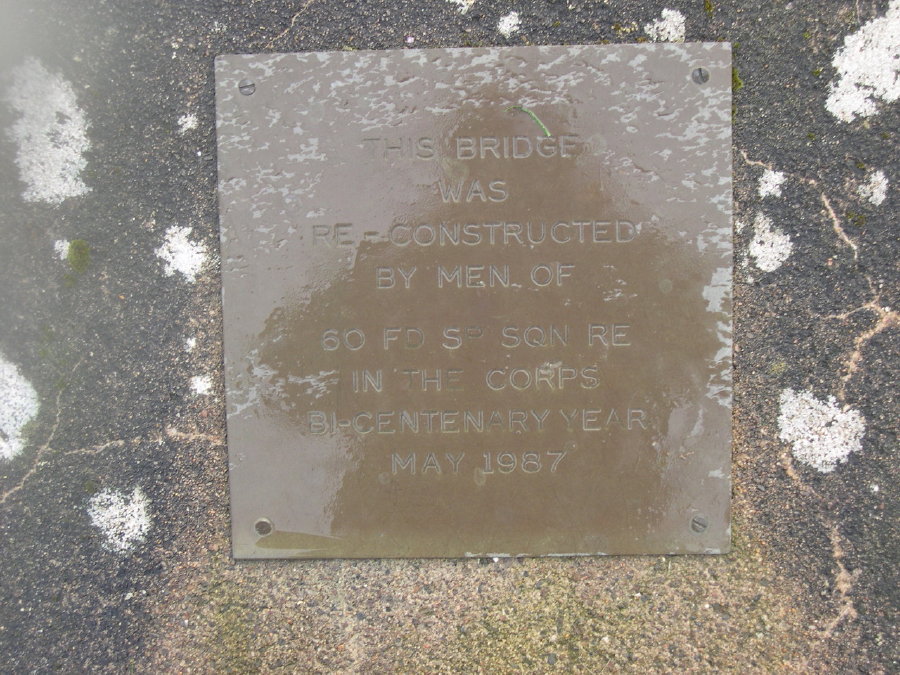 THIS BRIDGE
WAS
RE-CONSTRUCTED
BY MEN OF
60 FD SP SQN RE
IN THE CORPS
BI-CENTENARY YEAR
MAY 1987